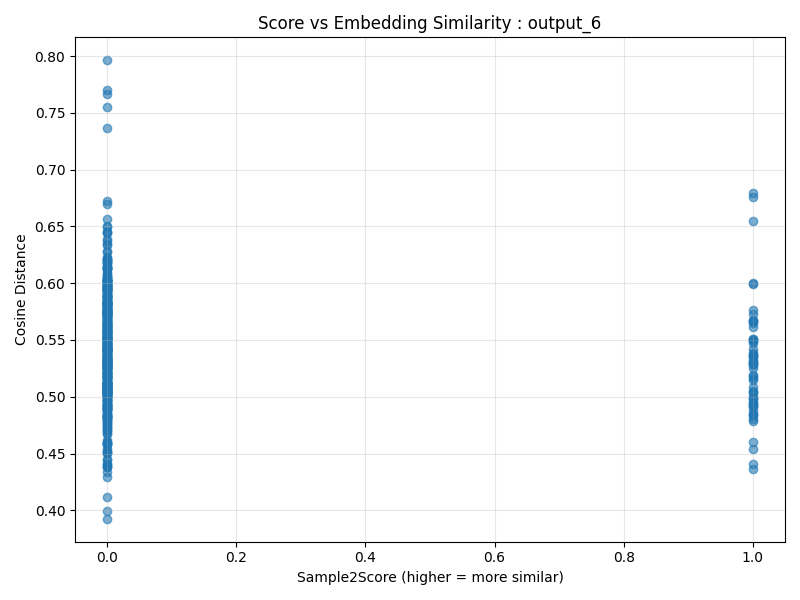 Score vs Embedding Similarity : output_6
Cosine Distance
0.80
0.75
0.70
0.65
0.60
0.55
0.50
0.45
0.40
0.0 0.2 0.4 0.6 0.8 1.0
Sample2Score (higher = more similar)